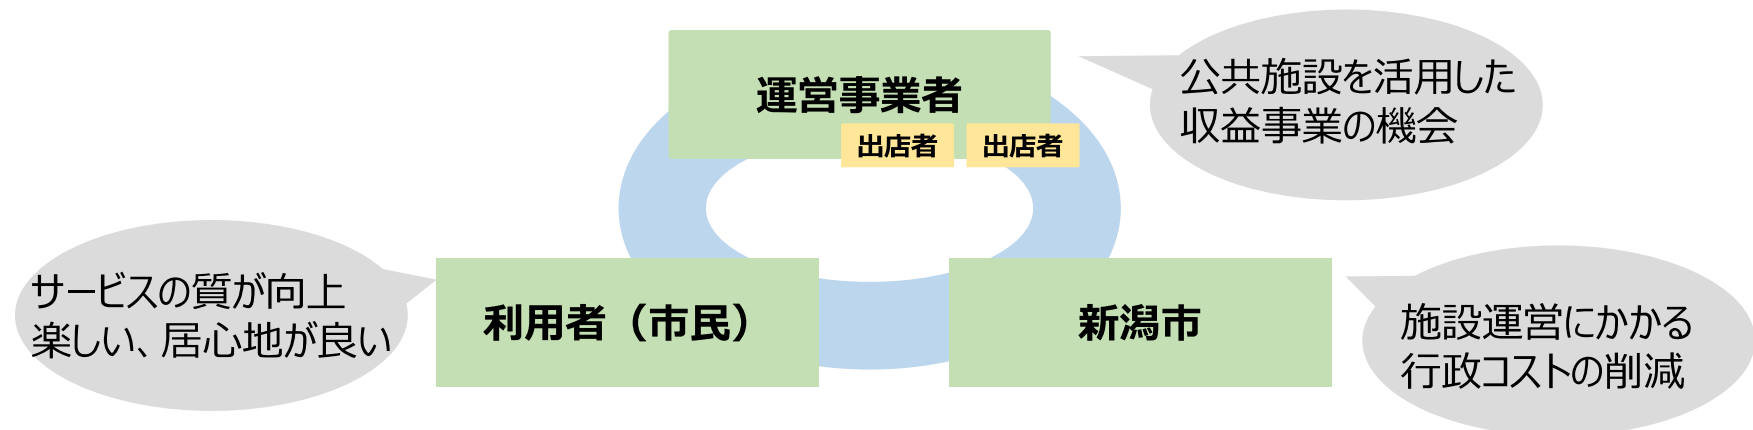 運営事業者
出店者
出店者
公共施設を活用した
収益事業の機会
サービスの質が向上
楽しい、居心地が良い
利用者（市民）
新潟市
施設運営にかかる
行政コストの削減